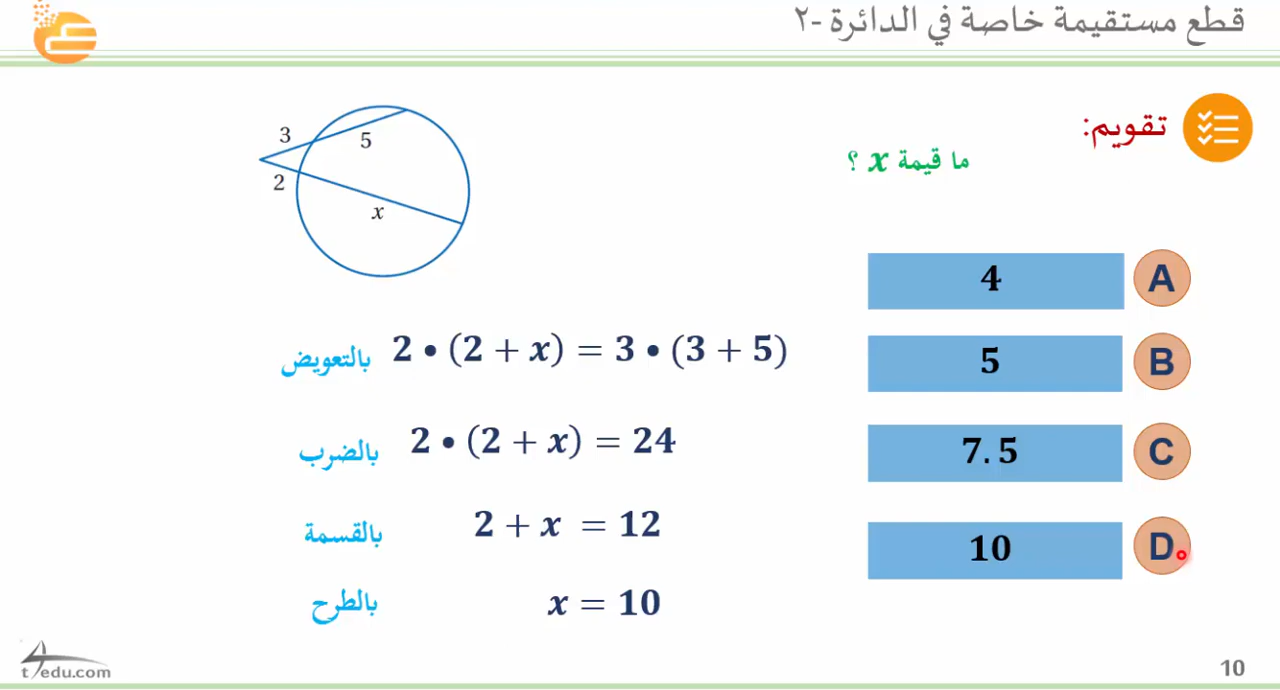 قطع مستقيمة خاصة في الدائرة -٢
تقويم:
ما قيمة x ؟
3
5
2
x
4 A
5 B
7.5 C
10 D
2 • (2 + x) = 3 • (3 + 5) بالتعويض
2 • (2 + x) = 24 بالضرب
2 + x = 12 بالقسمة
x = 10 بالطرح
t4edu.com
10